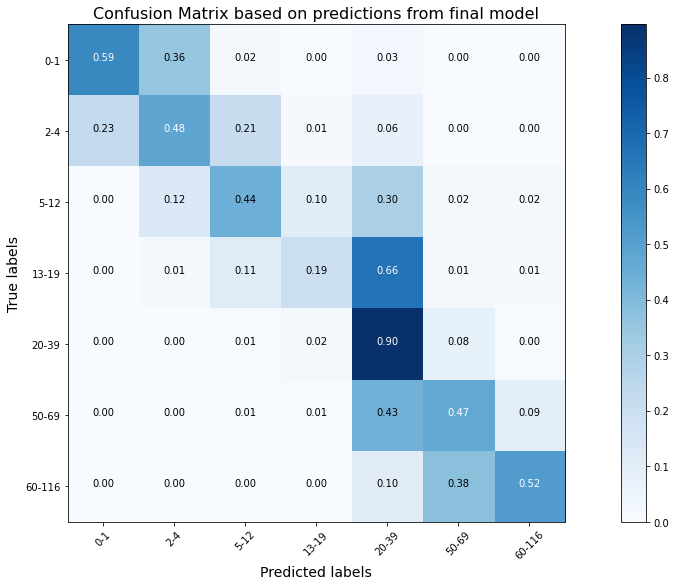 Confusion Matrix based on predictions from final model
True labels
0-1 0.59 0.36 0.02 0.00 0.03 0.00 0.00
2-4 0.23 0.48 0.21 0.01 0.06 0.00 0.00
5-12 0.00 0.12 0.44 0.10 0.30 0.02 0.02
13-19 0.00 0.01 0.11 0.19 0.66 0.01 0.01
20-39 0.00 0.00 0.01 0.02 0.90 0.08 0.00
50-69 0.00 0.00 0.01 0.01 0.43 0.47 0.09
60-116 0.00 0.00 0.00 0.00 0.10 0.38 0.52
0-1 2-4 5-12 13-19 20-39 50-69 60-116
Predicted labels
0.8
0.7
0.6
0.5
0.4
0.3
0.2
0.1
0.0